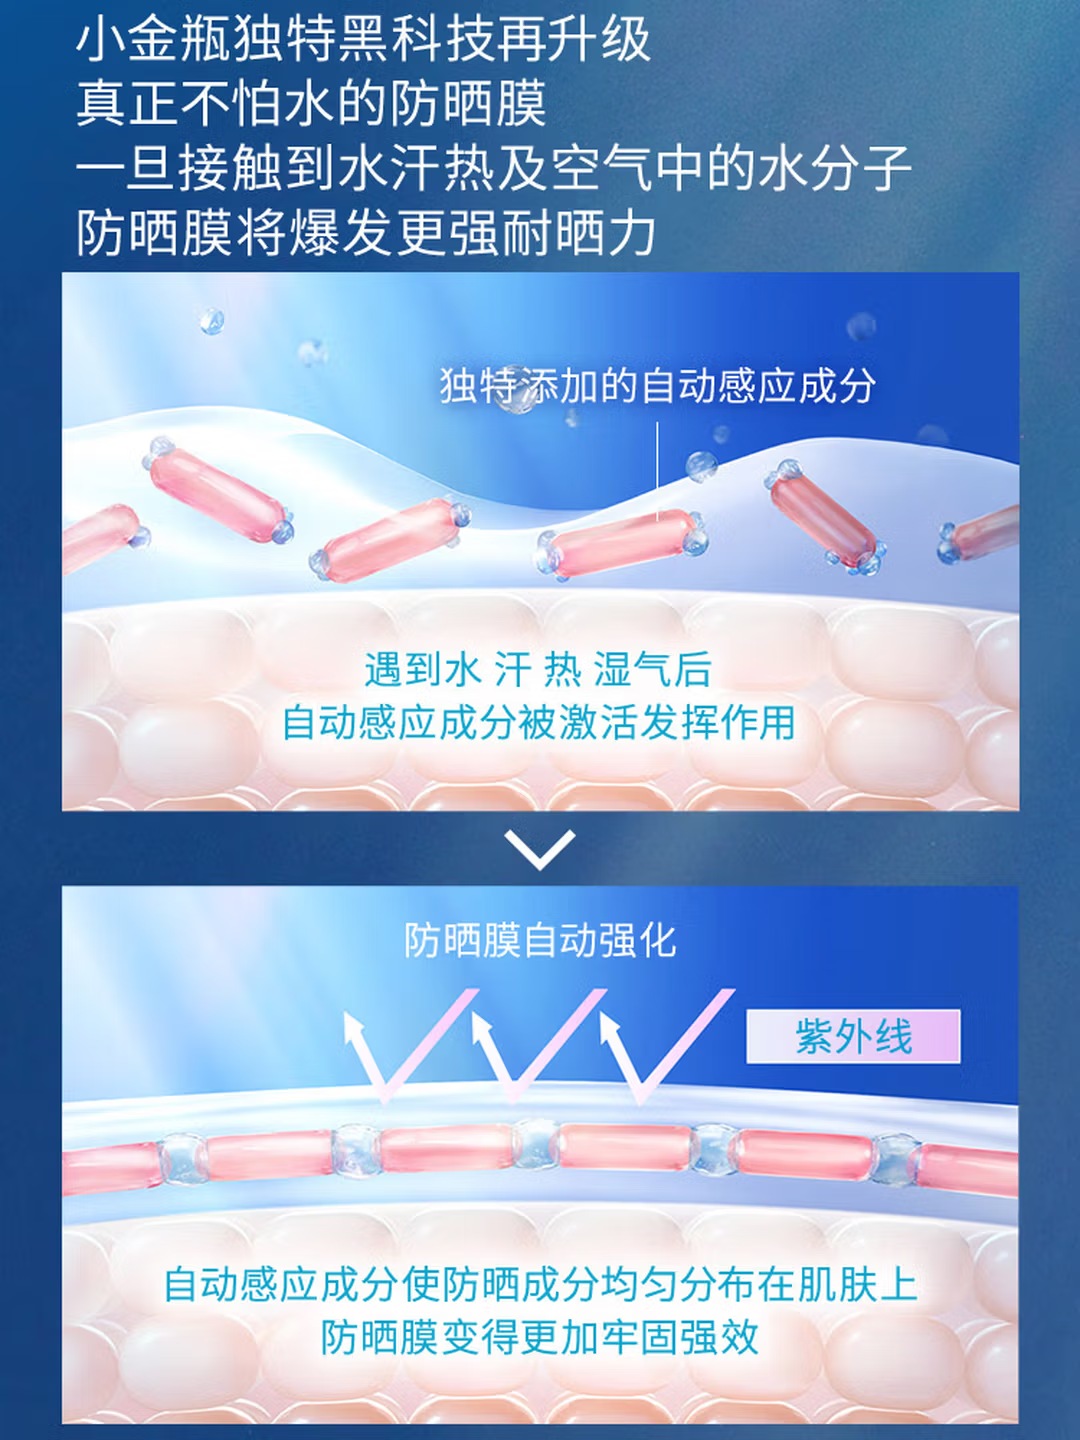 小金瓶独特黑科技再升级
真正不怕水的防晒膜
一旦接触到水汗热及空气中的水分子
防晒膜将爆发更强耐晒力
独特添加的自动感应成分
遇到水 汗 热 湿气后
自动感应成分被激活发挥作用
防晒膜自动强化
紫外线
自动感应成分使防晒成分均匀分布在肌肤上
防晒膜变得更加牢固强效